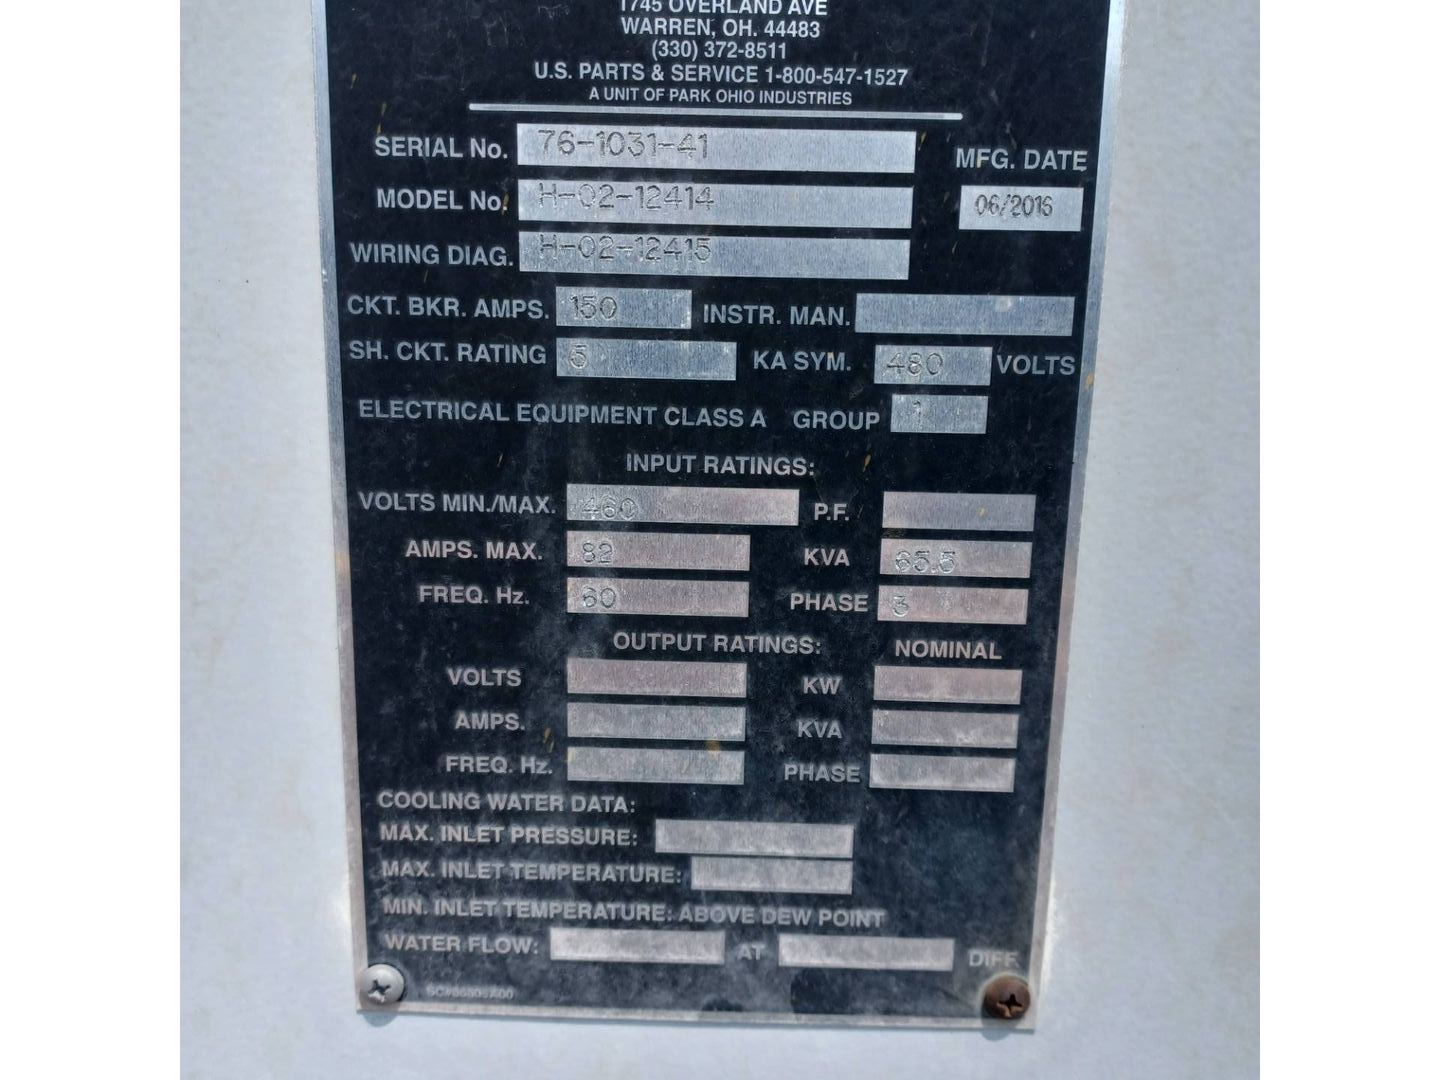 1745 OVERLAND AVE
WARREN, OH. 44483
(330) 372-8511
U.S. PARTS & SERVICE 1-800-547-1527
A UNIT OF PARK OHIO INDUSTRIES
SERIAL No. 76-1031-41
MFG. DATE
MODEL No. H-02-12414
06/2016
WIRING DIAG. H-02-12415
CKT. BKR. AMPS. 150 INSTR. MAN.
SH. CKT. RATING 5 KA SYM. 480 VOLTS
ELECTRICAL EQUIPMENT CLASS A GROUP 1
INPUT RATINGS:
VOLTS MIN./MAX. 460 P.F.
AMPS. MAX. 82 KVA 65.5
FREQ. Hz. 60 PHASE 3
OUTPUT RATINGS: NOMINAL
VOLTS KW
AMPS. KVA
FREQ. Hz. PHASE
COOLING WATER DATA:
MAX. INLET PRESSURE:
MAX. INLET TEMPERATURE:
MIN. INLET TEMPERATURE: ABOVE DEW POINT
WATER FLOW: AT DIFF.